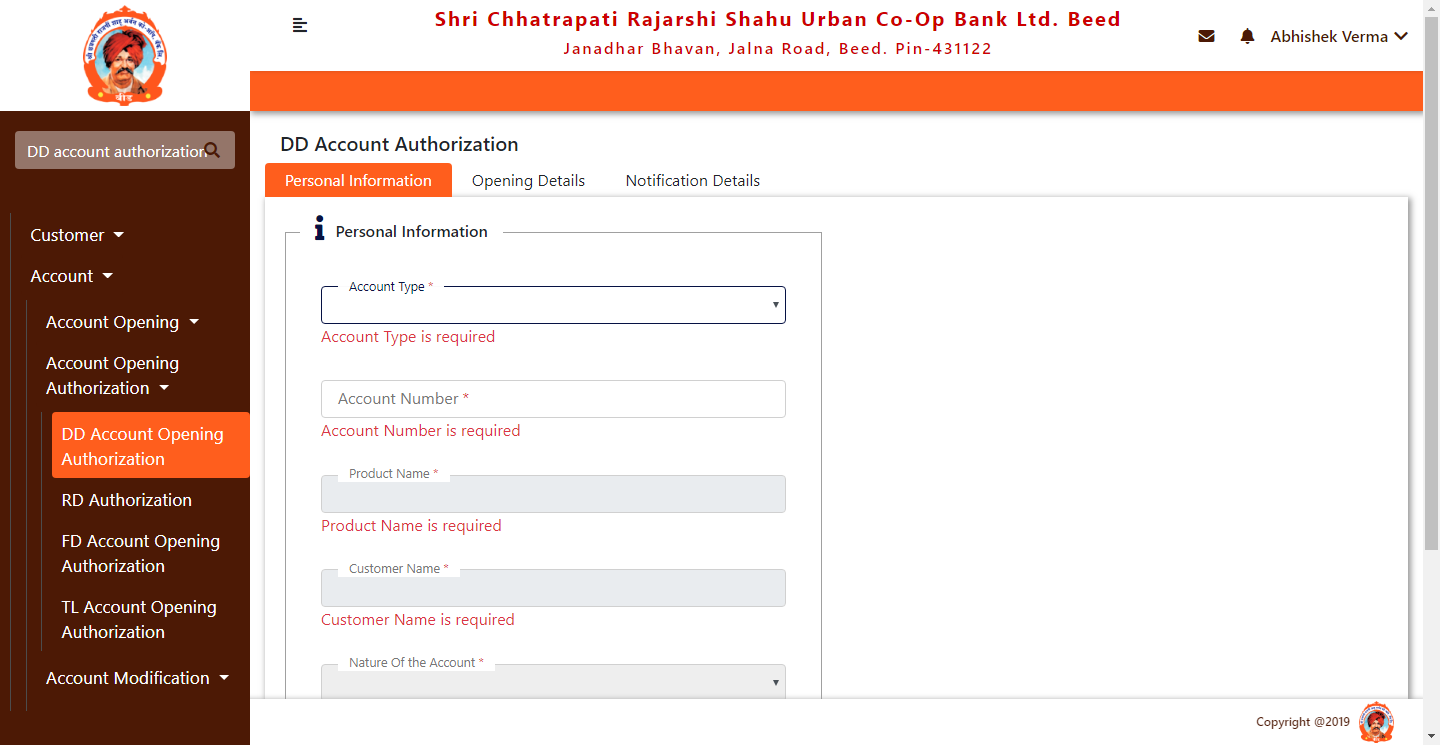 Shri Chhatrapati Rajarshi Shahu Urban Co-Op Bank Ltd. Beed
Janadhar Bhavan, Jalna Road, Beed. Pin-431122
Abhishek Verma
बीड
DD account authorization
Customer
Account
Account Opening
Account Opening
Authorization
DD Account Opening
Authorization
RD Authorization
FD Account Opening
Authorization
TL Account Opening
Authorization
Account Modification
DD Account Authorization
Personal Information
Opening Details
Notification Details
Personal Information
Account Type *
Account Type is required
Account Number *
Account Number is required
Product Name *
Product Name is required
Customer Name *
Customer Name is required
Nature Of the Account *
Copyright @2019